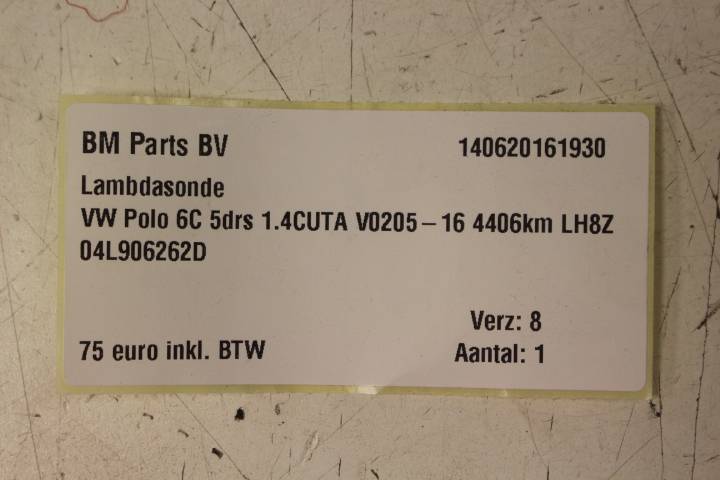 BM Parts BV 140620161930
Lambdasonde
VW Polo 6C 5drs 1.4CUTA V0205-16 4406km LH8Z
04L906262D
Verz: 8
75 euro inkl. BTW Aantal: 1